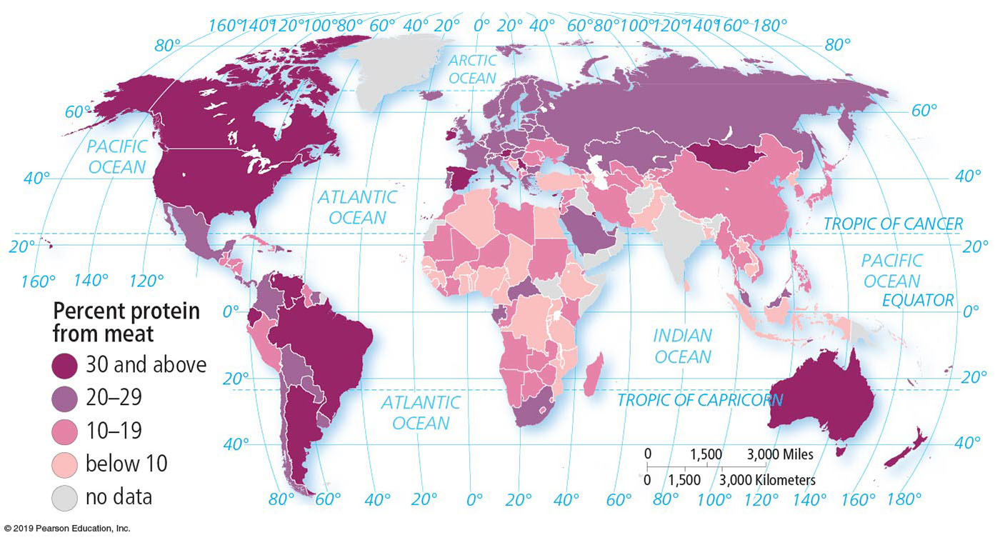 160° 140° 120° 100° 80° 60° 40° 20° 0° 20° 40° 60° 80° 100° 120° 140° 160° 180°
80° 80°
ARCTIC
OCEAN
60° 60°
PACIFIC
OCEAN
40° 40°
ATLANTIC
OCEAN
TROPIC OF CANCER
20° 20°
PACIFIC
OCEAN
160° 140° 120°
EQUATOR
Percent protein
from meat
30 and above
20–29
10–19
below 10
no data
0° 0°
INDIAN
OCEAN
20° 20°
ATLANTIC
OCEAN
TROPIC OF CAPRICORN
40° 40°
0 1,500 3,000 Miles
0 1,500 3,000 Kilometers
80° 60° 40° 20° 0° 20° 40° 60° 80° 100° 120° 140° 160° 180°
© 2019 Pearson Education, Inc.